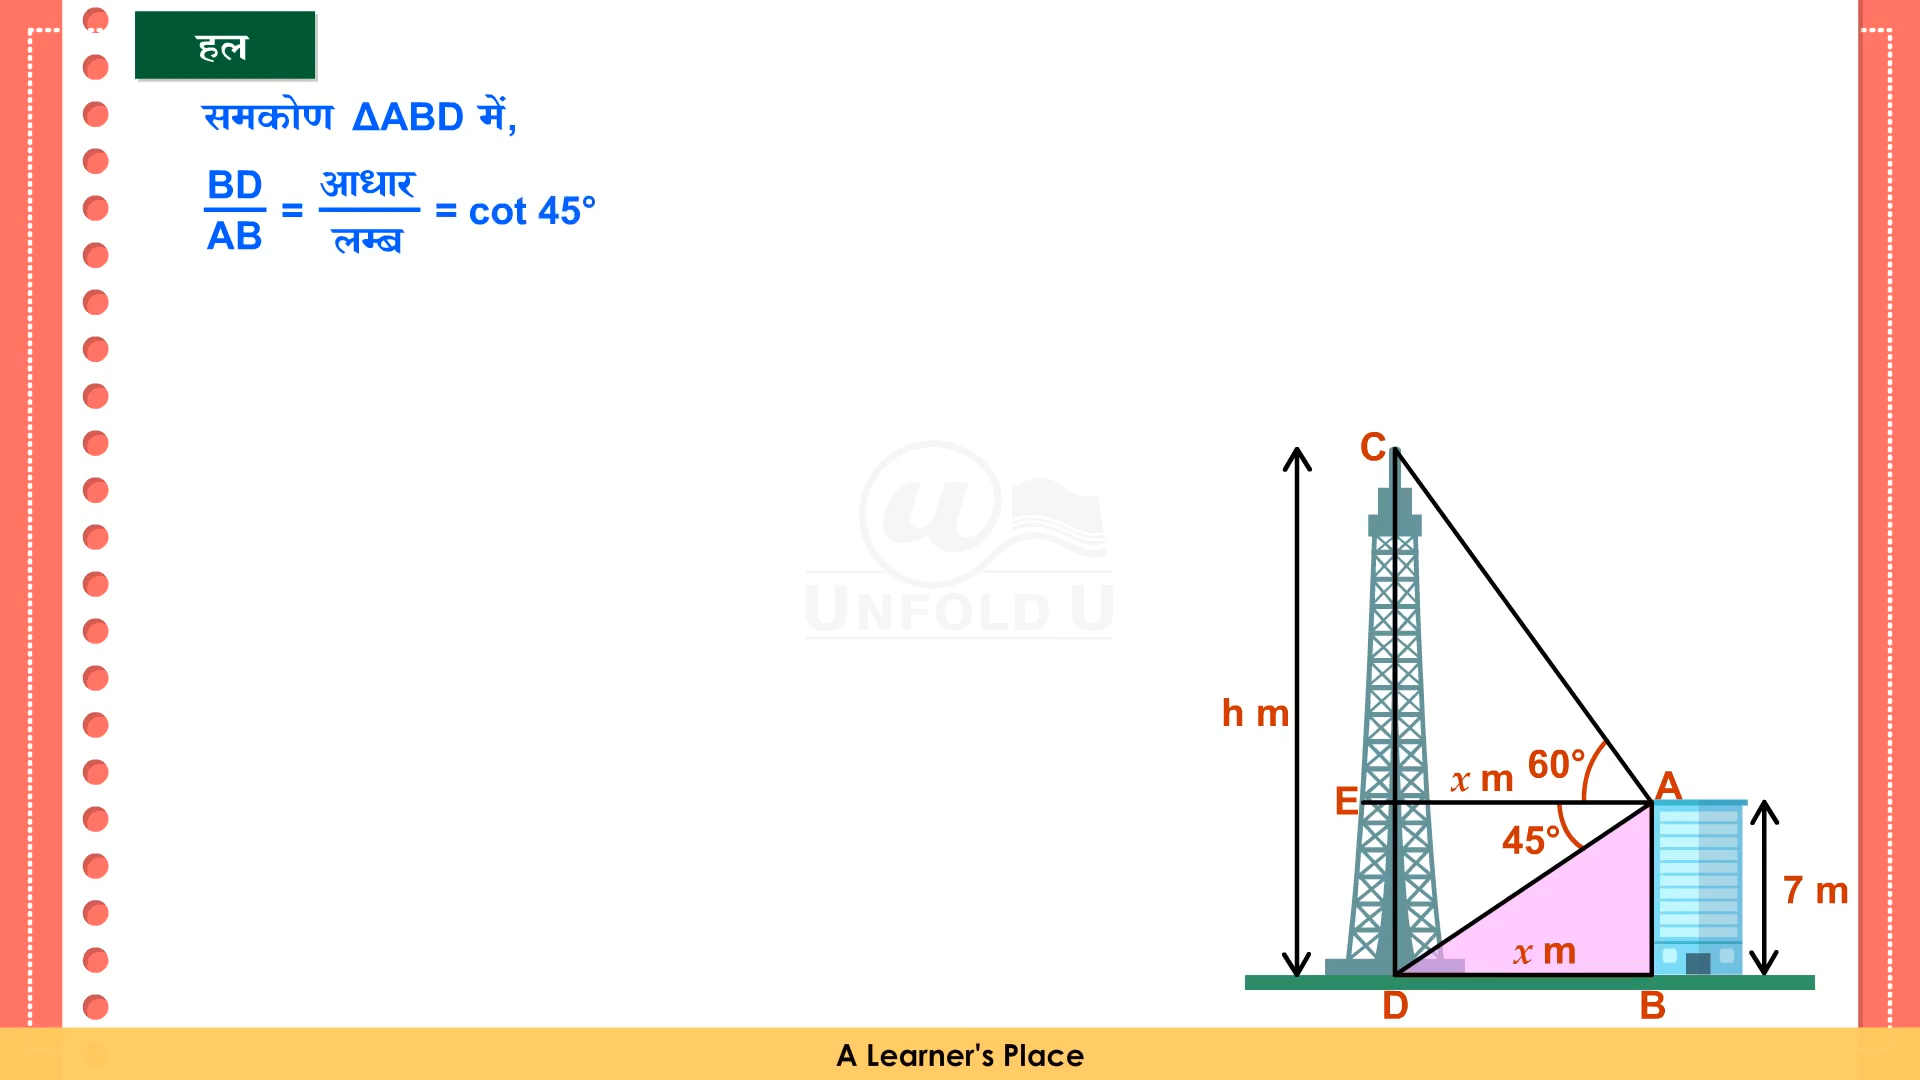 हल
समकोण ΔABD में,
BD/AB = आधार/लम्ब = cot 45°
UNFOLD U
C
h m
x m 60°
A
E
45°
7 m
x m
D
B
A Learner's Place